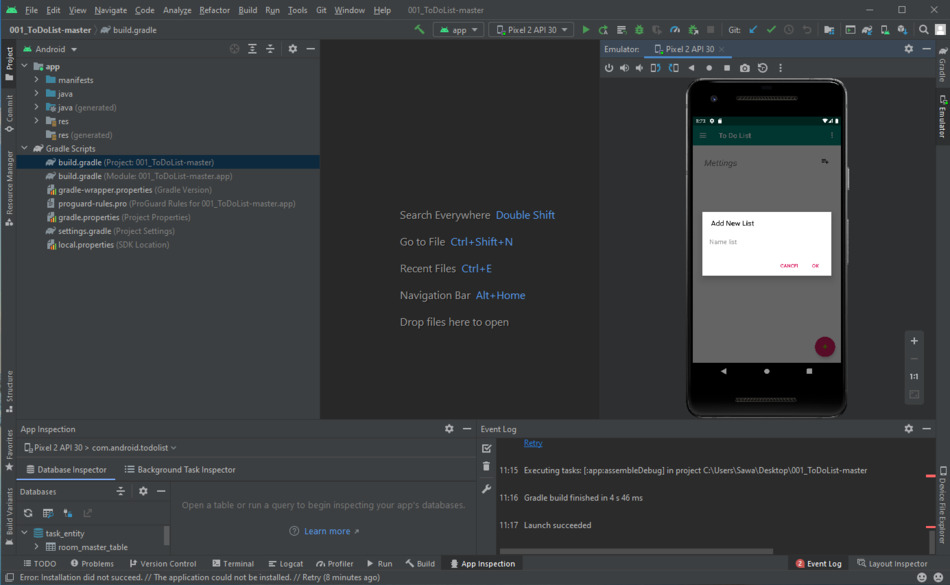 File Edit View Navigate Code Analyze Refactor Build Run Tools Git Window Help 001_ToDoList-master
001_ToDoList-master build.gradle app Pixel 2 API 30 Git:
Project
Commit
Resource Manager
Structure
Favorites
Build Variants
Android
app
manifests
java
java (generated)
res
res (generated)
Gradle Scripts
build.gradle (Project: 001_ToDoList-master)
build.gradle (Module: 001_ToDoList-master.app)
gradle-wrapper.properties (Gradle Version)
proguard-rules.pro (ProGuard Rules for 001_ToDoList-master.app)
gradle.properties (Project Properties)
settings.gradle (Project Settings)
local.properties (SDK Location)
Search Everywhere Double Shift
Go to File Ctrl+Shift+N
Recent Files Ctrl+E
Navigation Bar Alt+Home
Drop files here to open
Emulator: Pixel 2 API 30
To Do List
Mettings
Add New List
Name list
CANCEL OK
1:1
Gradle
Emulator
Device File Explorer
App Inspection
Pixel 2 API 30 > com.android.todolist
Database Inspector Background Task Inspector
Databases
task_entity
room_master_table
Open a table or run a query to begin inspecting your app's databases.
Learn more
Event Log
Retry
11:15 Executing tasks: [:app:assembleDebug] in project C:\Users\Sawa\Desktop\001_ToDoList-master
11:16 Gradle build finished in 4 s 46 ms
11:17 Launch succeeded
TODO Problems Version Control Terminal Logcat Profiler Run Build App Inspection 2 Event Log Layout Inspector
Error: Installation did not succeed. // The application could not be installed. // Retry (8 minutes ago)